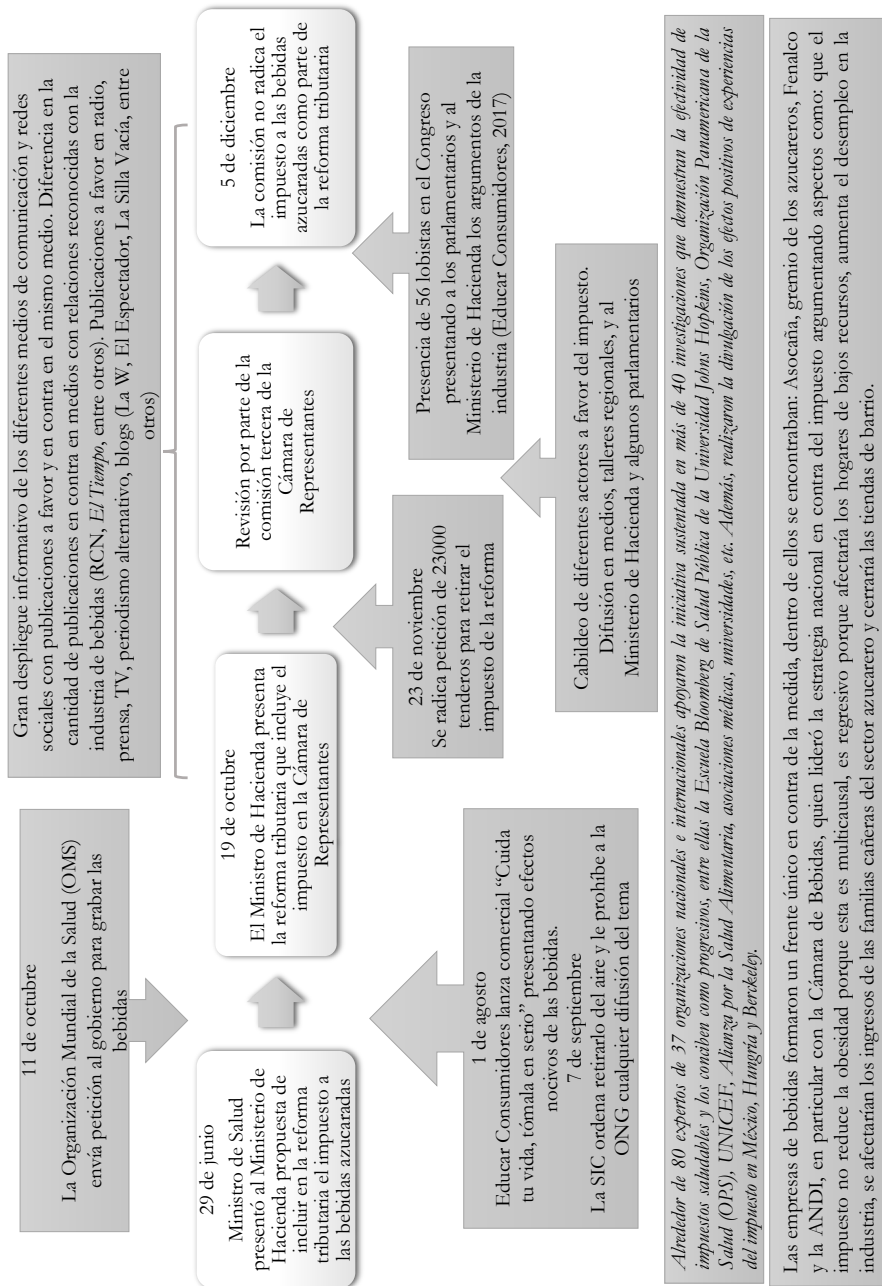 11 de octubre
La Organización Mundial de la Salud (OMS)
envía petición al gobierno para grabar las
bebidas
Gran despliegue informativo de los diferentes medios de comunicación y redes
sociales con publicaciones a favor y en contra en el mismo medio. Diferencia en la
cantidad de publicaciones en contra en medios con relaciones reconocidas con la
industria de bebidas (RCN, El Tiempo, entre otros). Publicaciones a favor en radio,
prensa, TV, periodismo alternativo, blogs (La W, El Espectador, La Silla Vacía, entre
otros)
29 de junio
Ministro de Salud
presentó al Ministerio de
Hacienda propuesta de
incluir en la reforma
tributaria el impuesto a
las bebidas azucaradas
19 de octubre
El Ministro de Hacienda presenta
la reforma tributaria que incluye el
impuesto en la Cámara de
Representantes
Revisión por parte de la
comisión tercera de la
Cámara de
Representantes
5 de diciembre
La comisión no radica el
impuesto a las bebidas
azucaradas como parte de
la reforma tributaria
1 de agosto
Educar Consumidores lanza comercial “Cuida
tu vida, tómala en serio” presentando efectos
nocivos de las bebidas.
7 de septiembre
La SIC ordena retirarlo del aire y le prohibe a la
ONG cualquier difusión del tema
23 de noviembre
Se radica petición de 23000
tenderos para retirar el
impuesto de la reforma
Cabildeo de diferentes actores a favor del impuesto.
Difusión en medios, talleres regionales, y al
Ministerio de Hacienda y algunos parlamentarios
Presencia de 56 lobistas en el Congreso
presentando a los parlamentarios y al
Ministerio de Hacienda los argumentos de la
industria (Educar Consumidores, 2017)
Alrededor de 80 expertos de 37 organizaciones nacionales e internacionales apoyaron la iniciativa sustentada en más de 40 investigaciones que demuestran la efectividad de
impuestos saludables y los conciben como progresivos, entre ellas la Escuela Bloomberg de Salud Pública de la Universidad Johns Hopkins, Organización Panamericana de la
Salud (OPS), UNICEF, Alianza por la Salud Alimentaria, asociaciones médicas, universidades, etc. Además, realizaron la divulgación de los efectos positivos de experiencias
del impuesto en México, Hungría y Berckeley.
Las empresas de bebidas formaron un frente único en contra de la medida, dentro de ellos se encontraban: Asocaña, gremio de los azucareros, Fenalco
y la ANDI, en particular con la Cámara de Bebidas, quien lideró la estrategia nacional en contra del impuesto argumentando aspectos como: que el
impuesto no reduce la obesidad porque esta es multicausal, es regresivo porque afectaría los hogares de bajos recursos, aumenta el desempleo en la
industria, se afectarían los ingresos de las familias cañeras del sector azucarero y cerraría las tiendas de barrio.